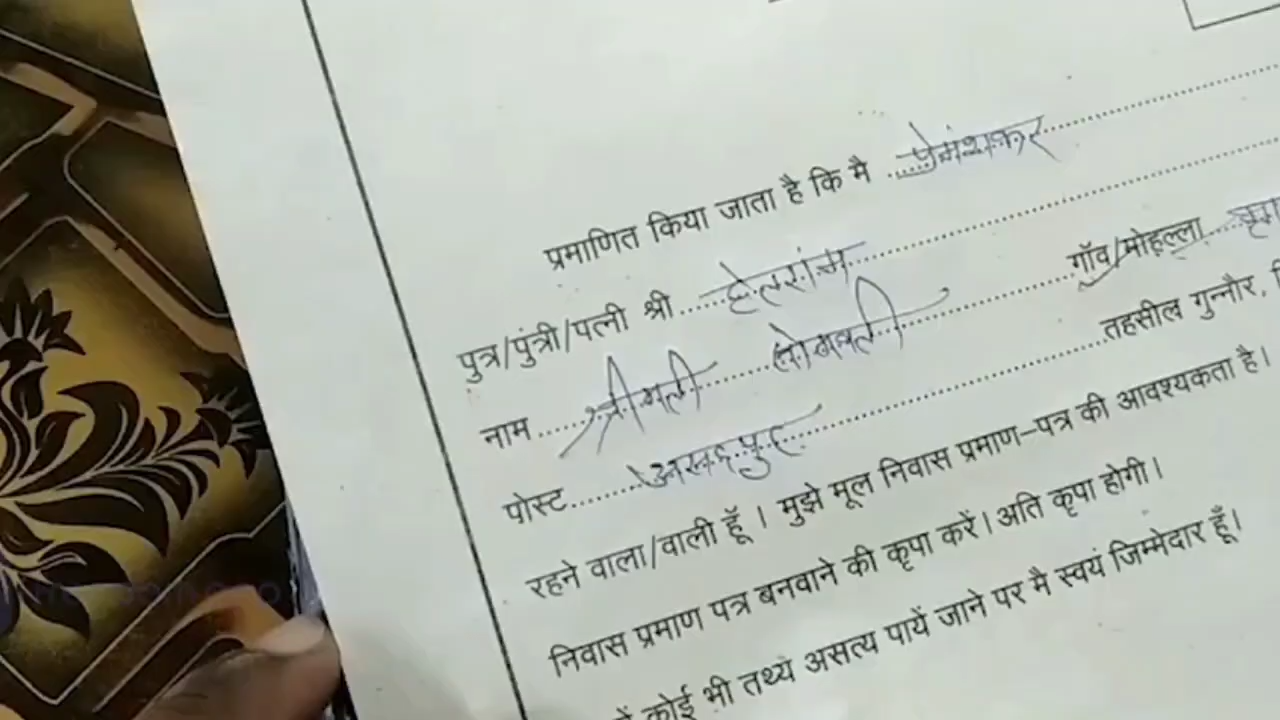 प्रमाणित किया जाता है कि मै ......प्रेमशंकर......
पुत्र/पुंत्री/पत्नी श्री......हेतराम......
नाम......श्रीमती सोमवती......गॉव/मोहल्ला......
पोस्ट......असदपुर......तहसील गुन्नौर,
रहने वाला/वाली हूॅं । मुझे मूल निवास प्रमाण–पत्र की आवश्यकता है।
निवास प्रमाण पत्र बनवाने की कृपा करें। अति कृपा होगी।
कोई भी तथ्य असत्य पायें जाने पर मै स्वयं जिम्मेदार हूँ।